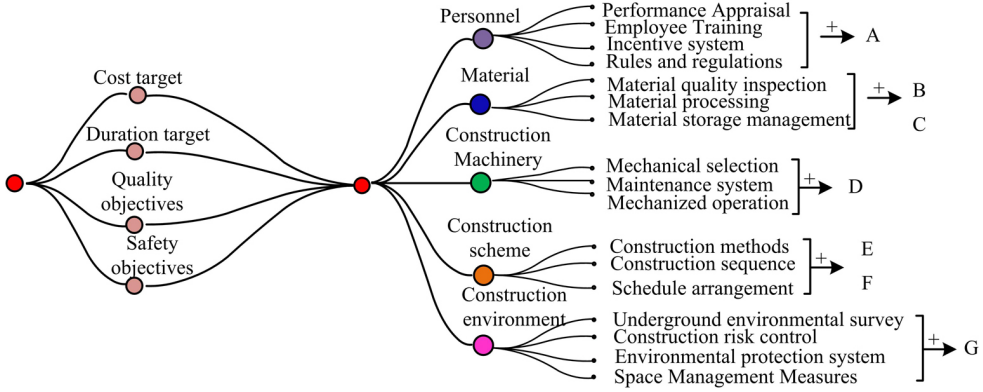 Cost target
Duration target
Quality
objectives
Safety
objectives
Personnel
Performance Appraisal
Employee Training
Incentive system
Rules and regulations
+
A
Material
Material quality inspection
Material processing
Material storage management
+
B
C
Construction
Machinery
Mechanical selection
Maintenance system
Mechanized operation
+
D
Construction
scheme
Construction methods
Construction sequence
Schedule arrangement
+
E
F
Construction
environment
Underground environmental survey
Construction risk control
Environmental protection system
Space Management Measures
+
G